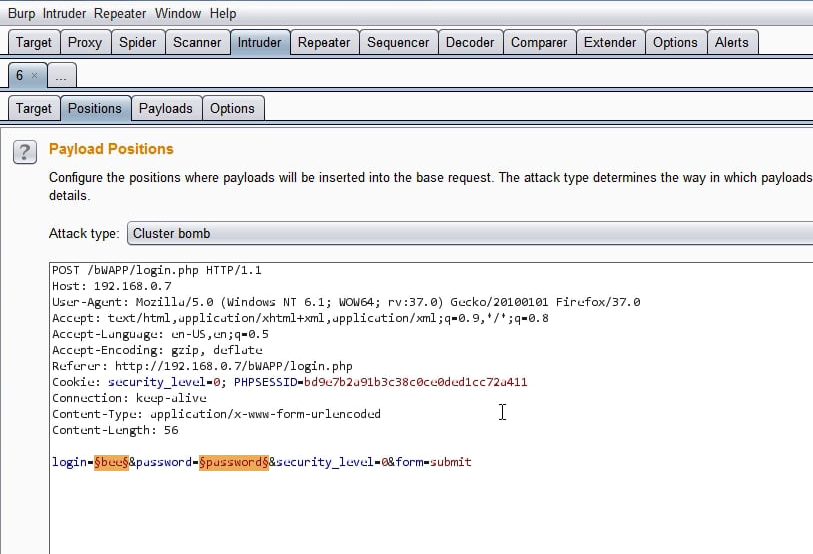 Burp Intruder Repeater Window Help
Target Proxy Spider Scanner Intruder Repeater Sequencer Decoder Comparer Extender Options Alerts
6 × ...
Target Positions Payloads Options
? Payload Positions
Configure the positions where payloads will be inserted into the base request. The attack type determines the way in which payloads
details.
Attack type: Cluster bomb
POST /bWAPP/login.php HTTP/1.1
Host: 192.168.0.7
User-Agent: Mozilla/5.0 (Windows NT 6.1; WOW64; rv:37.0) Gecko/20100101 Firefox/37.0
Accept: text/html,application/xhtml+xml,application/xml;q=0.9,*/*;q=0.8
Accept-Language: en-US,en;q=0.5
Accept-Encoding: gzip, deflate
Referer: http://192.168.0.7/bWAPP/login.php
Cookie: security_level=0; PHPSESSID=bd9e7b2a91b3c38c0ce0ded1cc72a411
Connection: keep-alive
Content-Type: application/x-www-form-urlencoded
Content-Length: 56
login=§bee§&password=§password§&security_level=0&form=submit